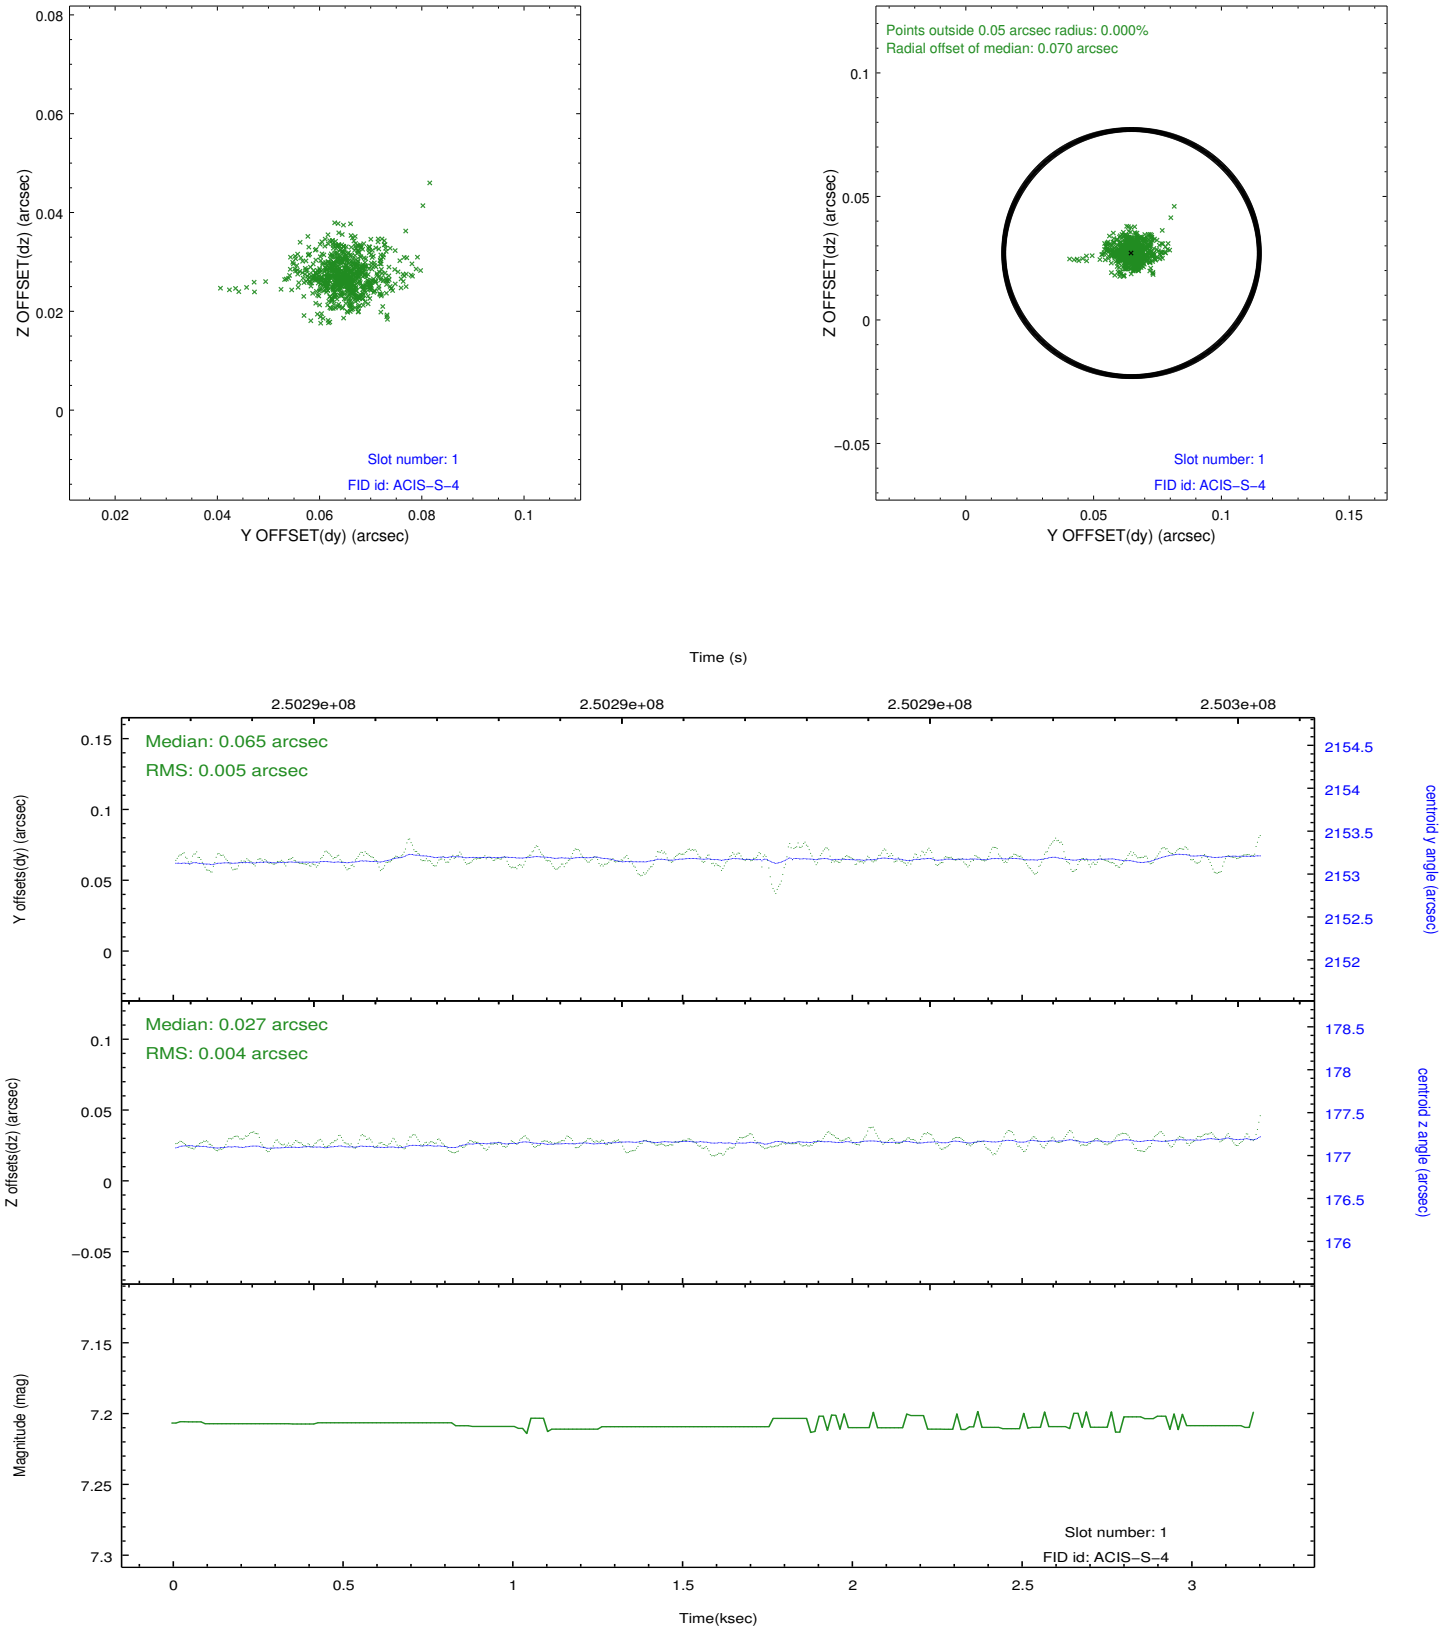 0.08
0.06
0.04
0.02
0
Z OFFSET(dz) (arcsec)
Slot number: 1
FID id: ACIS−S−4
0.02 0.04 0.06 0.08 0.1
Y OFFSET(dy) (arcsec)
Points outside 0.05 arcsec radius: 0.000%
Radial offset of median: 0.070 arcsec
0.1
0.05
0
−0.05
Z OFFSET(dz) (arcsec)
Slot number: 1
FID id: ACIS−S−4
0 0.05 0.1 0.15
Y OFFSET(dy) (arcsec)
Time (s)
2.5029e+08 2.5029e+08 2.5029e+08 2.503e+08
Median: 0.065 arcsec
RMS: 0.005 arcsec
0.15
0.1
0.05
0
Y offsets(dy) (arcsec)
2154.5
2154
2153.5
2153
2152.5
2152
centroid y angle (arcsec)
Median: 0.027 arcsec
RMS: 0.004 arcsec
0.1
0.05
0
−0.05
Z offsets(dz) (arcsec)
178.5
178
177.5
177
176.5
176
centroid z angle (arcsec)
7.15
7.2
7.25
7.3
Magnitude (mag)
Slot number: 1
FID id: ACIS−S−4
0 0.5 1 1.5 2 2.5 3
Time(ksec)